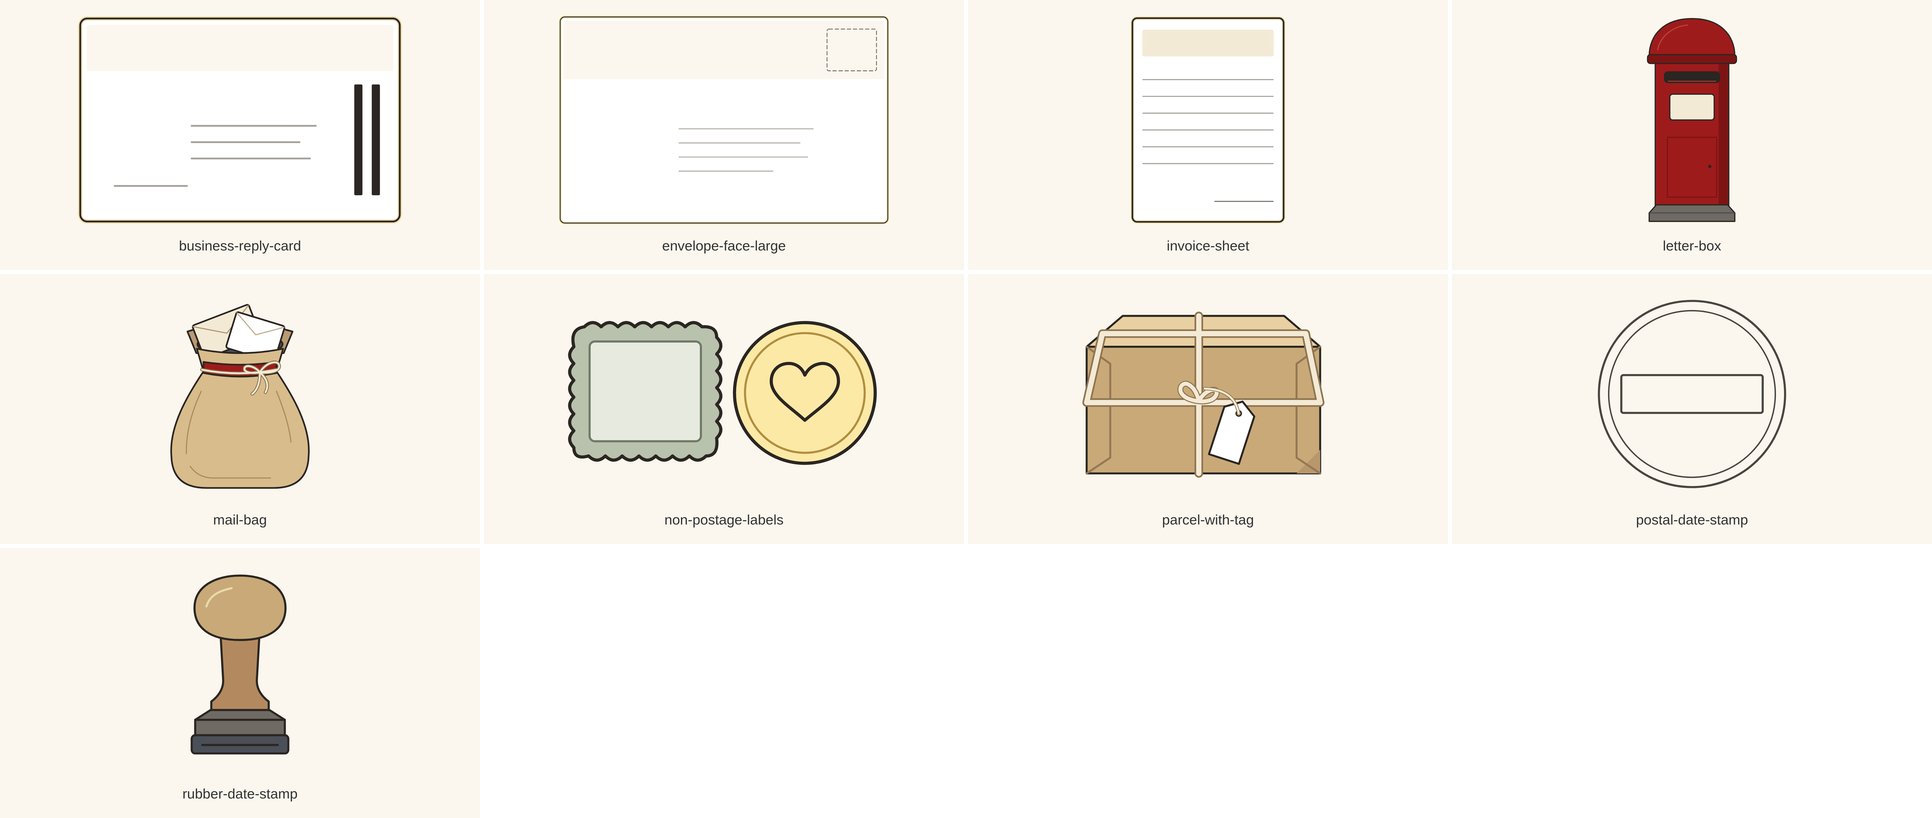 business-reply-card
envelope-face-large
invoice-sheet
letter-box
mail-bag
non-postage-labels
parcel-with-tag
postal-date-stamp
rubber-date-stamp